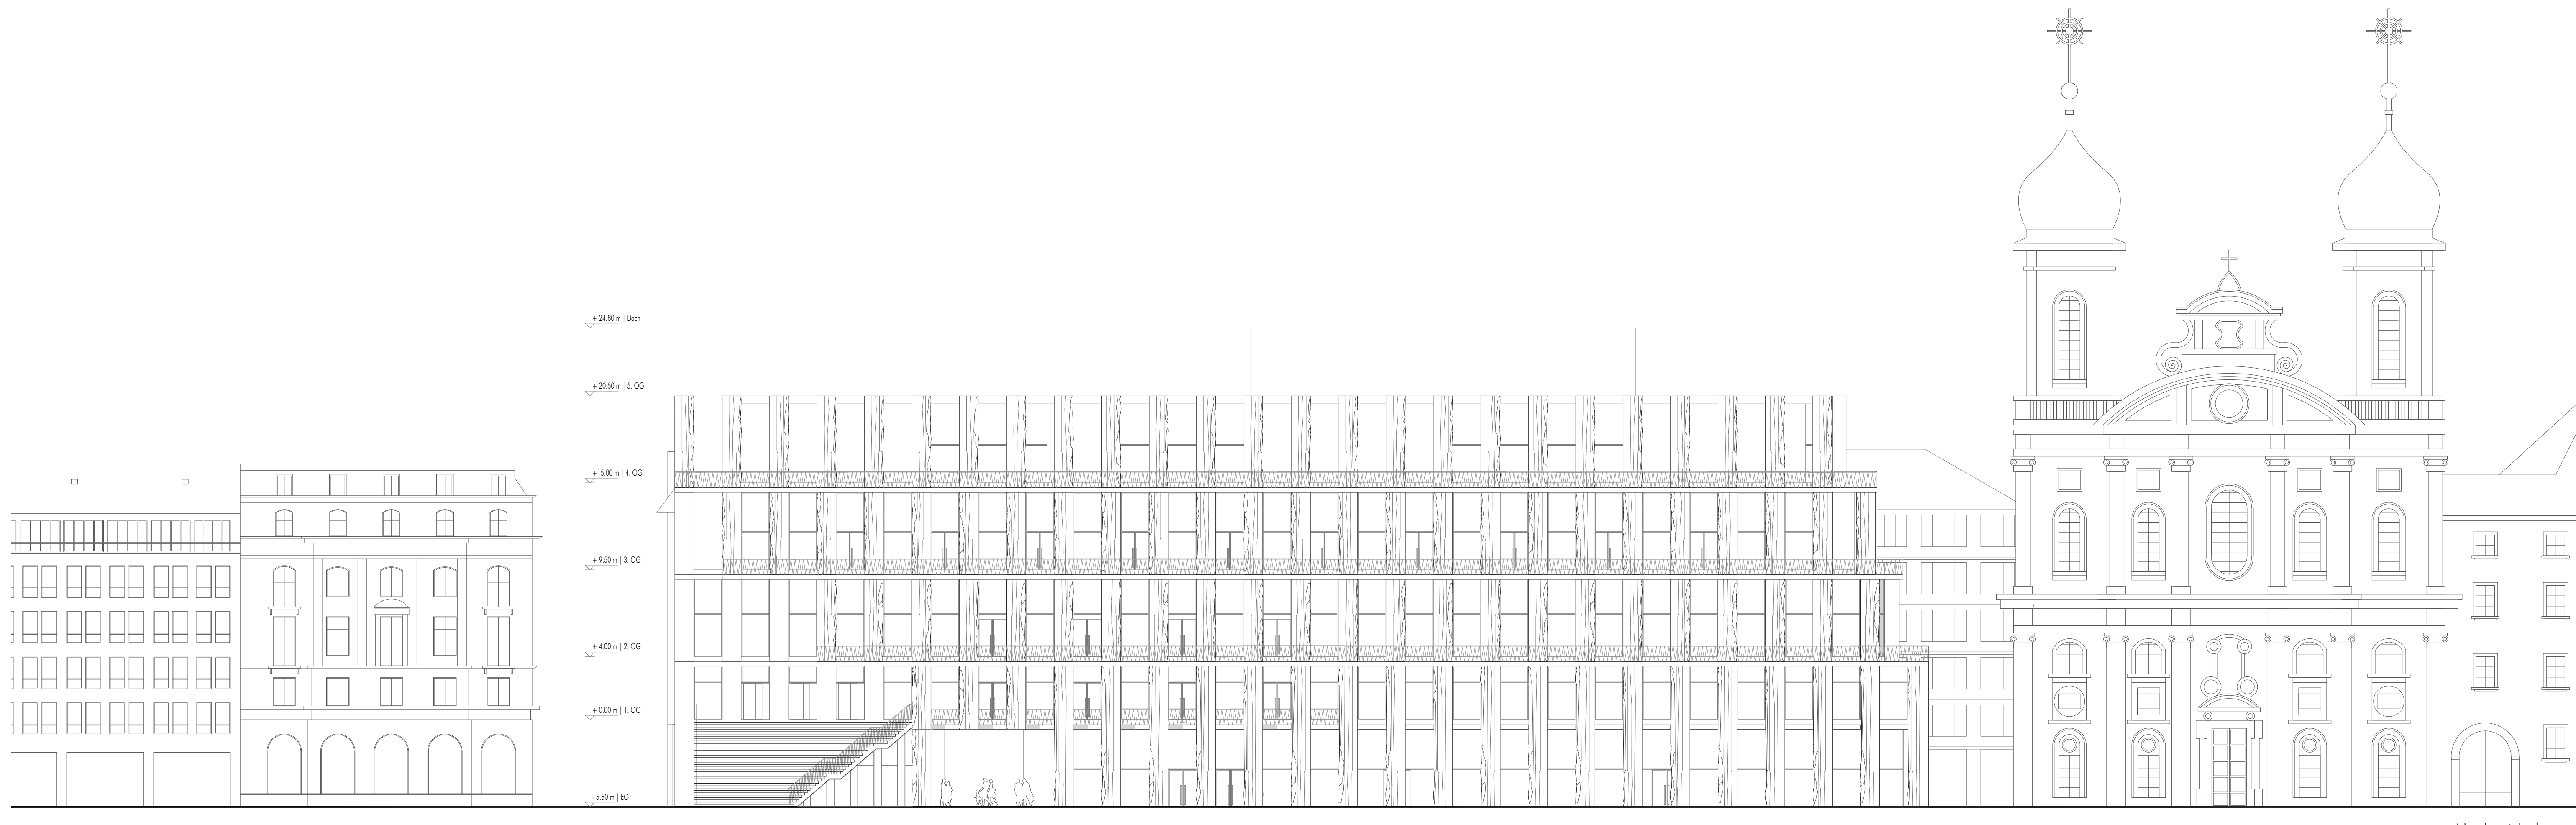 + 24.80 m | Dach
+ 20.50 m | 5. OG
+15.00 m | 4. OG
+ 9.50 m | 3. OG
+ 4.00 m | 2. OG
+ 0.00 m | 1. OG
- 5.50 m | EG